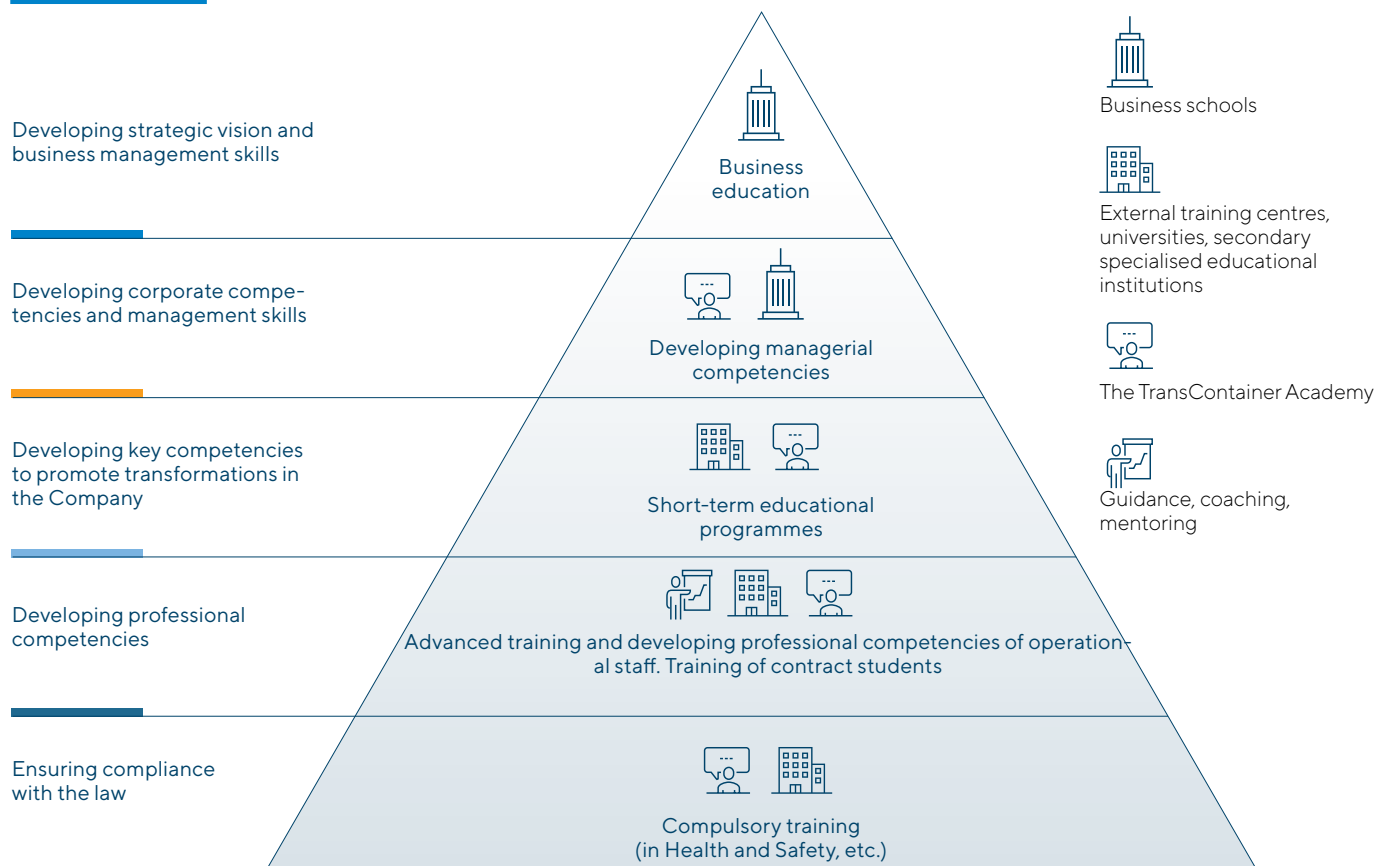 Developing strategic vision and
business management skills
Business
education
Developing corporate compe-
tencies and management skills
Developing managerial
competencies
Developing key competencies
to promote transformations in
the Company
Short-term educational
programmes
Developing professional
competencies
Advanced training and developing professional competencies of operation-
al staff. Training of contract students
Ensuring compliance
with the law
Compulsory training
(in Health and Safety, etc.)
Business schools
External training centres,
universities, secondary
specialised educational
institutions
The TransContainer Academy
Guidance, coaching,
mentoring